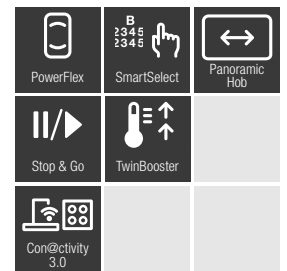 B
2345
2345
PowerFlex
SmartSelect
Panoramic
Hob
Stop & Go
TwinBooster
Con@ctivity
3.0